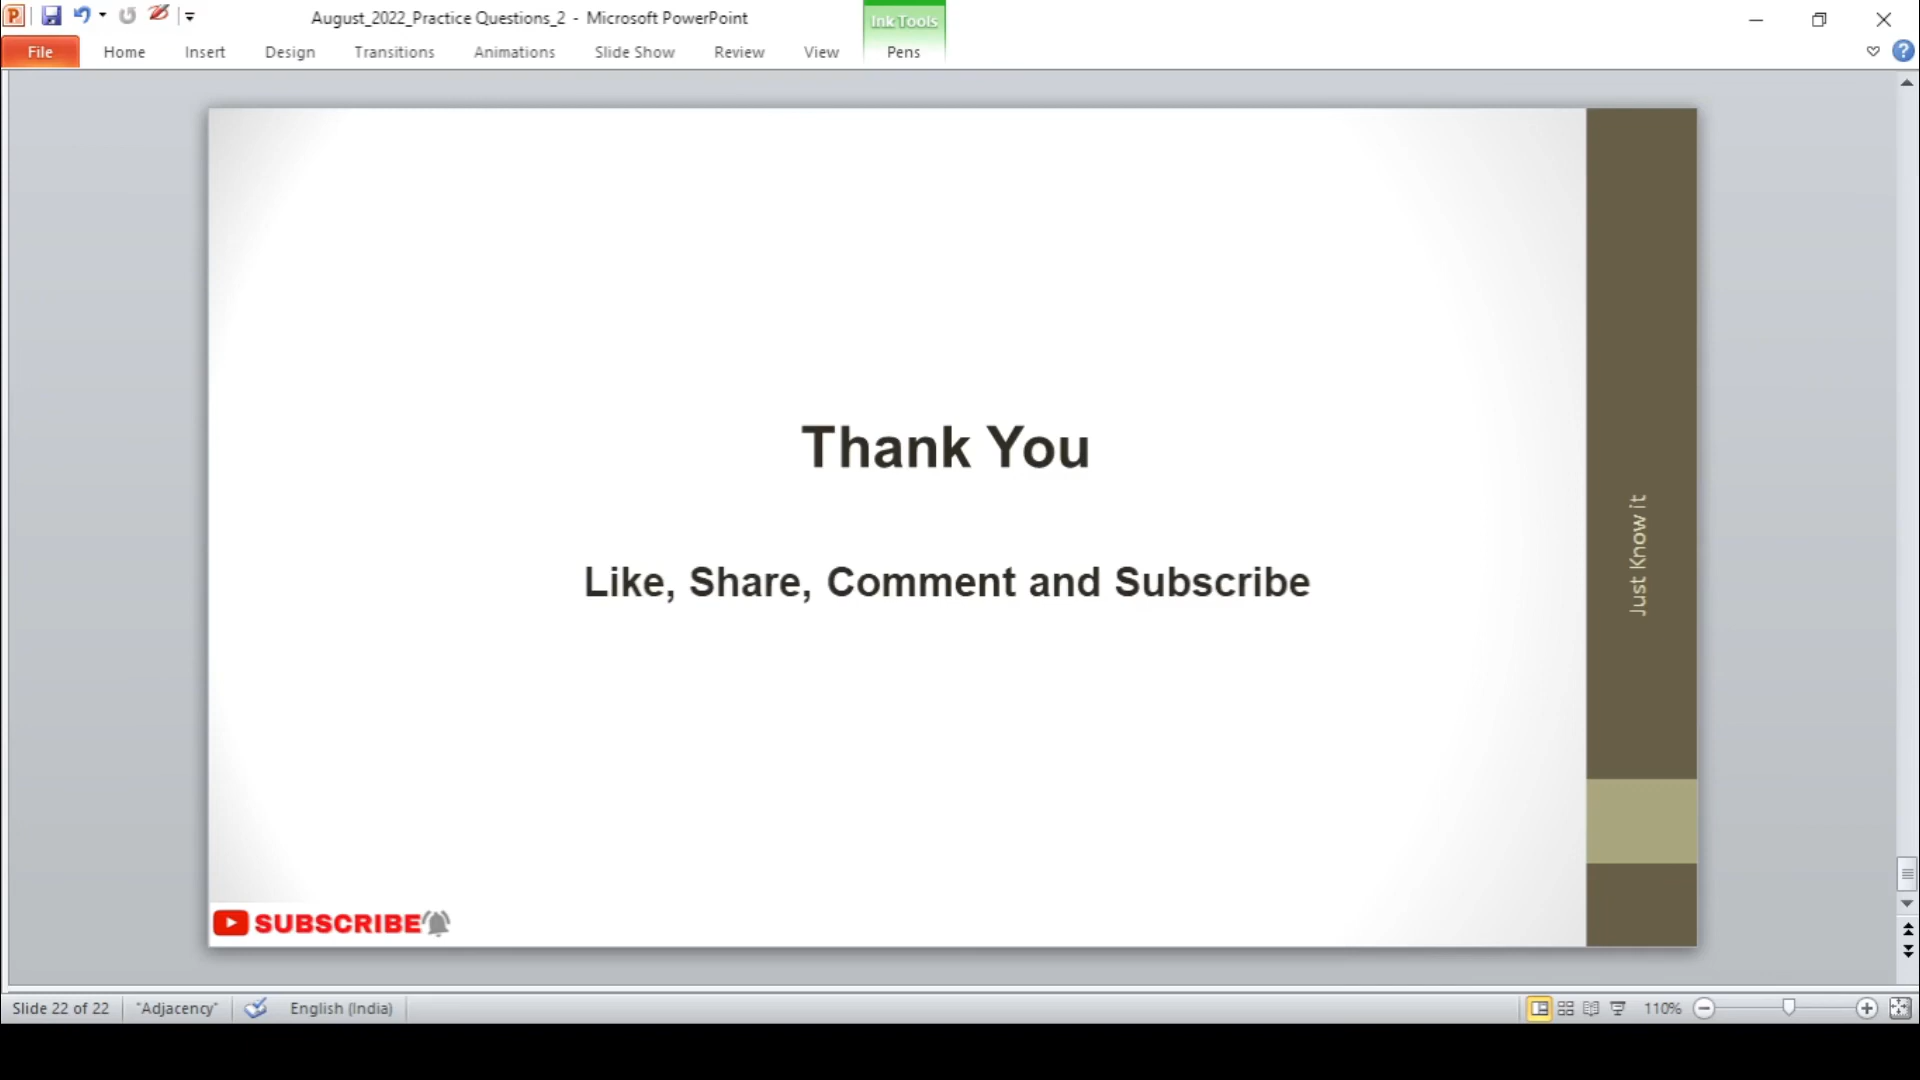 August_2022_Practice Questions_2 - Microsoft PowerPoint
Ink Tools
File Home Insert Design Transitions Animations Slide Show Review View Pens
Thank You
Like, Share, Comment and Subscribe
Just Know it
SUBSCRIBE
Slide 22 of 22 "Adjacency" English (India) 110%